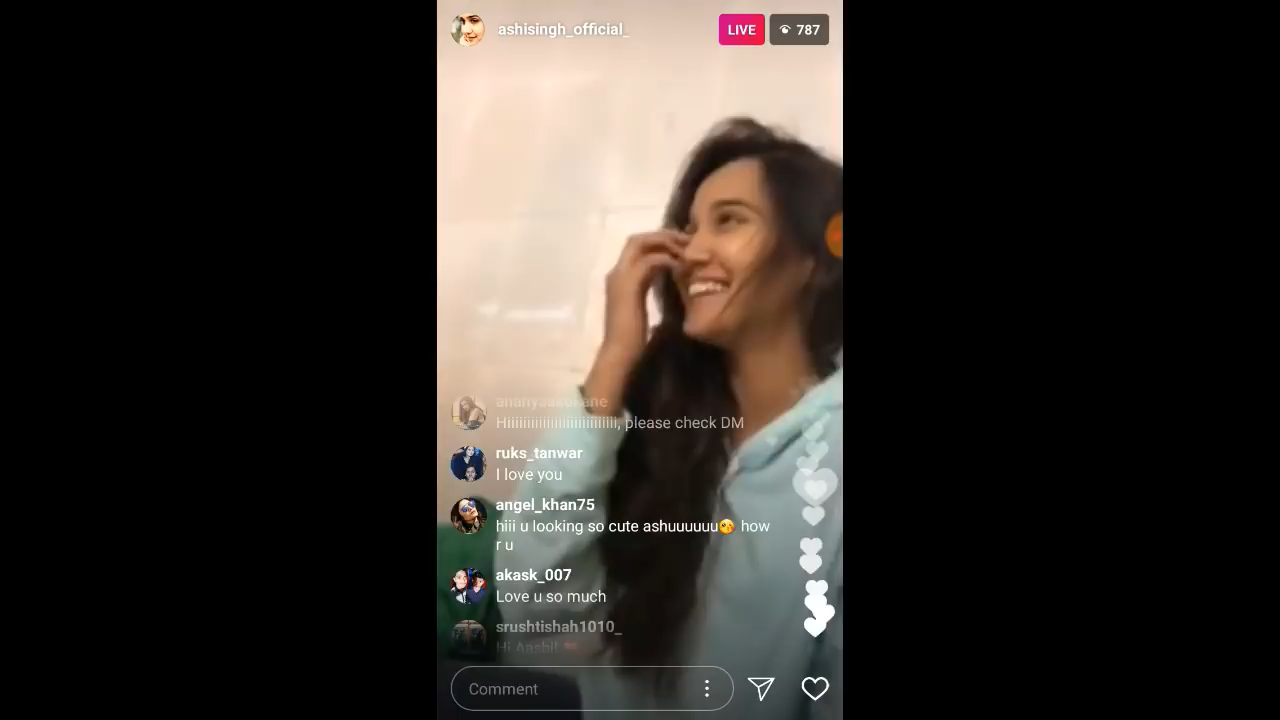 ashisingh_official_
LIVE
787
Hiiiiiiiiiiiiiiiiiiiiiiiiiii, please check DM
ruks_tanwar
I love you
angel_khan75
hiii u looking so cute ashuuuuuu😘 how
r u
akask_007
Love u so much
srushtishah1010_
Comment